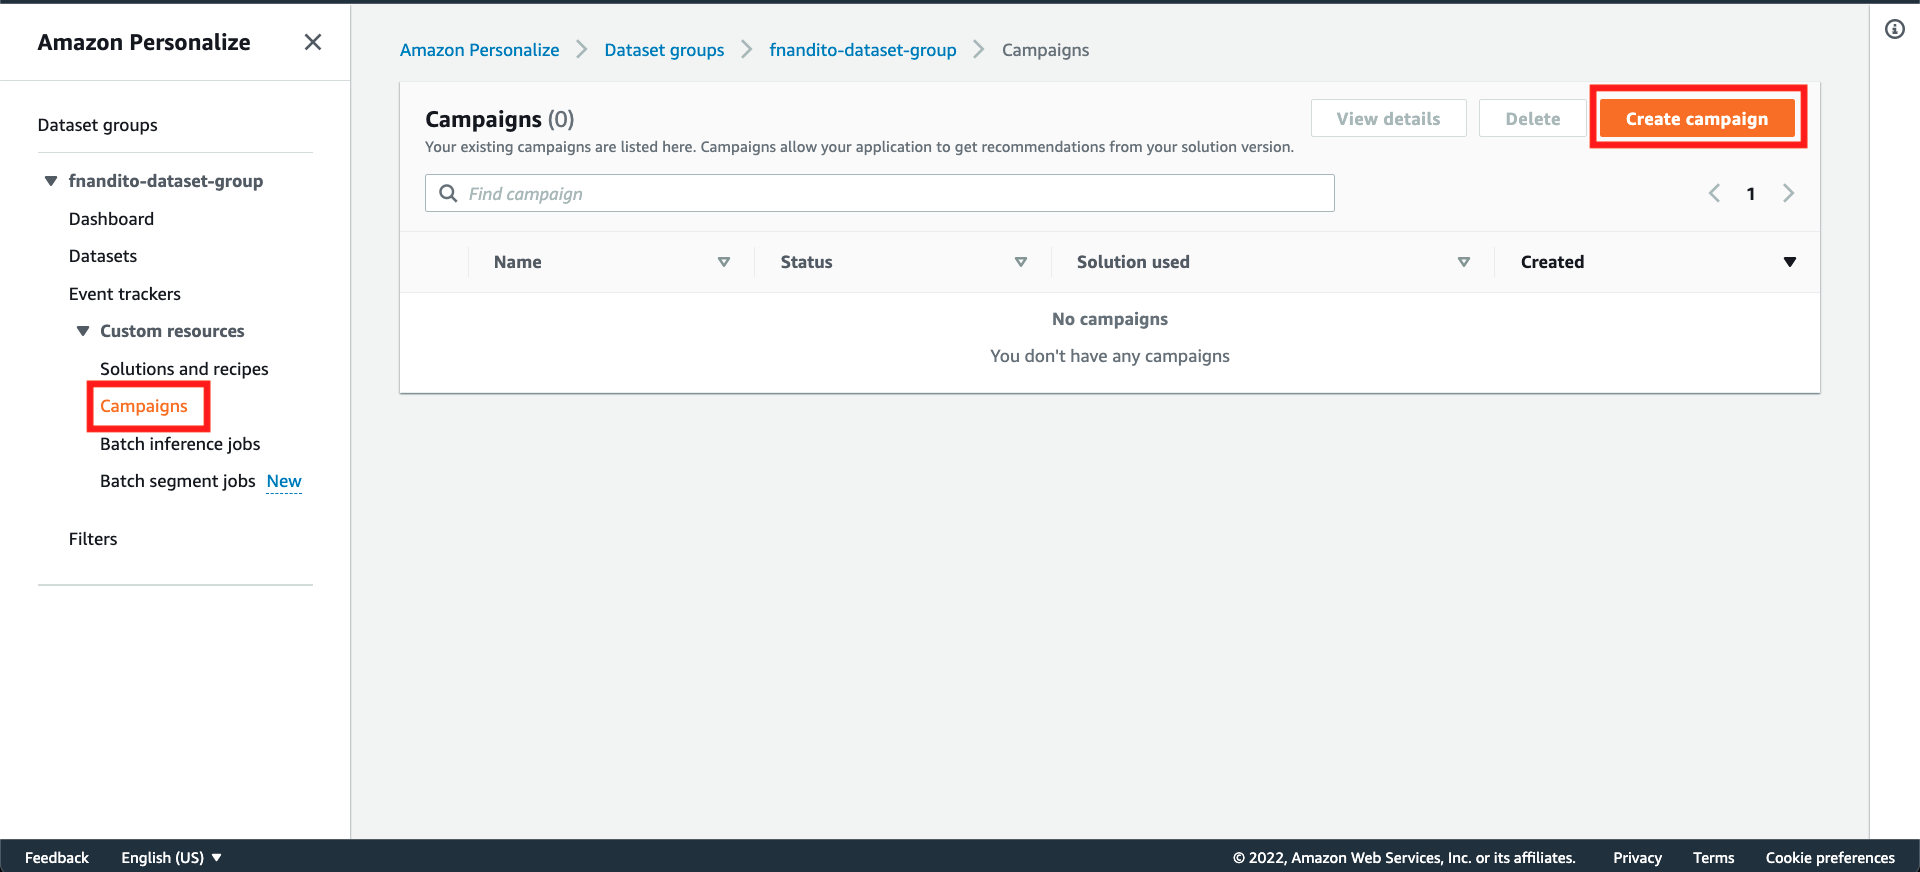 Amazon Personalize
Dataset groups
fnandito-dataset-group
Dashboard
Datasets
Event trackers
Custom resources
Solutions and recipes
Campaigns
Batch inference jobs
Batch segment jobs New
Filters
Amazon Personalize Dataset groups fnandito-dataset-group Campaigns
Campaigns (0)
View details Delete Create campaign
Your existing campaigns are listed here. Campaigns allow your application to get recommendations from your solution version.
Find campaign
1
Name Status Solution used Created
No campaigns
You don't have any campaigns
Feedback English (US) © 2022, Amazon Web Services, Inc. or its affiliates. Privacy Terms Cookie preferences